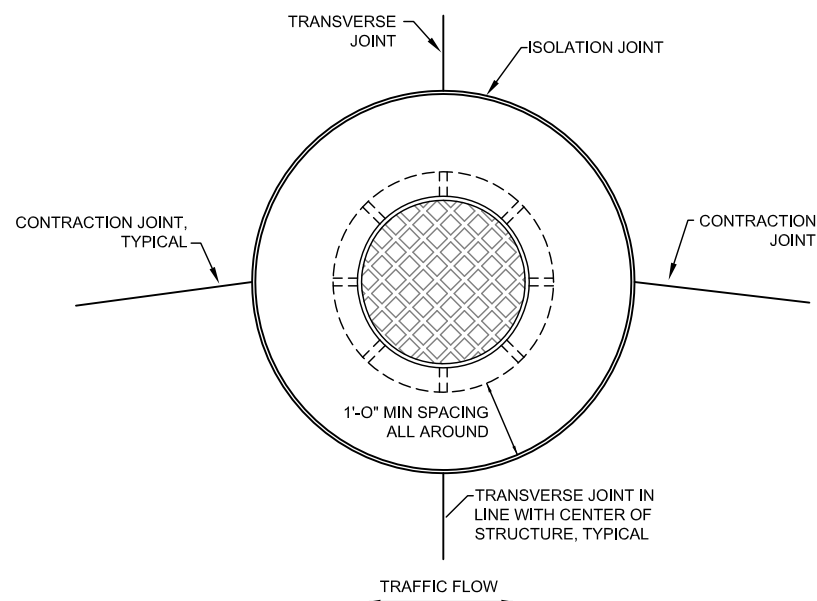 TRANSVERSE
JOINT
ISOLATION JOINT
CONTRACTION JOINT,
TYPICAL
CONTRACTION
JOINT
1'-O" MIN SPACING
ALL AROUND
TRANSVERSE JOINT IN
LINE WITH CENTER OF
STRUCTURE, TYPICAL
TRAFFIC FLOW